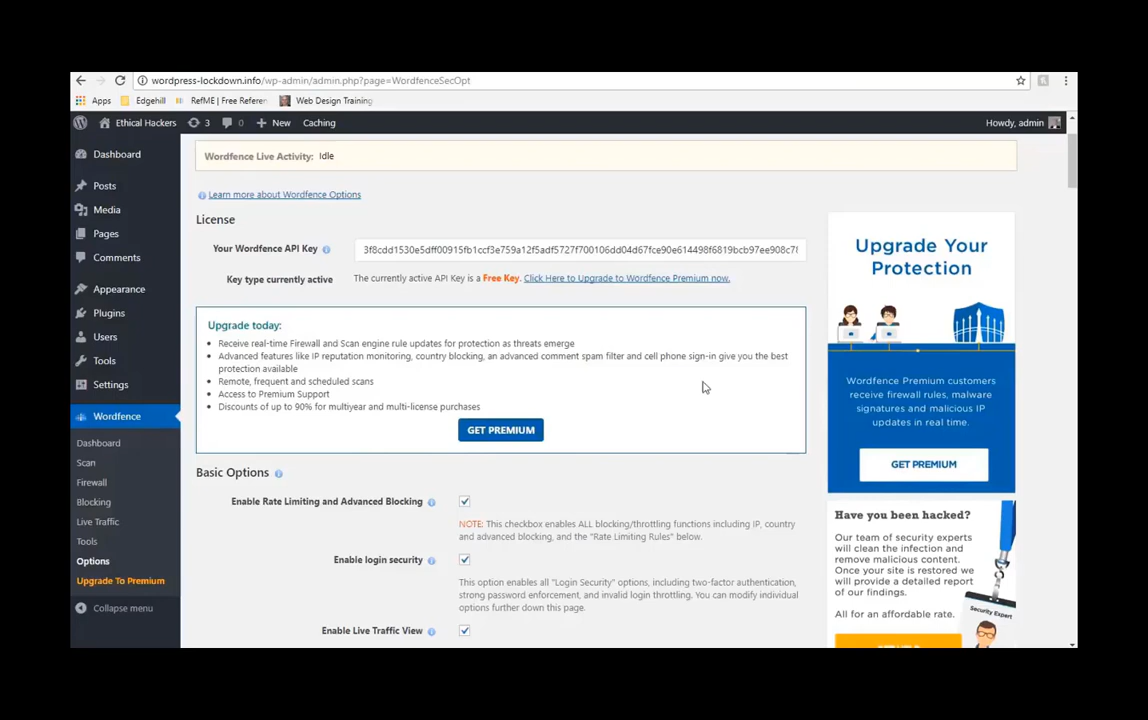 wordpress-lockdown.info/wp-admin/admin.php?page=WordfenceSecOpt
Apps Edgehill RefME | Free Referen Web Design Training
Ethical Hackers 3 0 New Caching Howdy, admin
Dashboard
Posts
Media
Pages
Comments
Appearance
Plugins
Users
Tools
Settings
Wordfence
Dashboard
Scan
Firewall
Blocking
Live Traffic
Tools
Options
Upgrade To Premium
Collapse menu
Wordfence Live Activity: Idle
Learn more about Wordfence Options
License
Your Wordfence API Key 3f8cdd1530e5dff00915fb1ccf3e759a12f5adf5727f700106dd04d67fce90e614498f6819bcb97ee908c7
Key type currently active The currently active API Key is a Free Key. Click Here to Upgrade to Wordfence Premium now.
Upgrade today:
Receive real-time Firewall and Scan engine rule updates for protection as threats emerge
Advanced features like IP reputation monitoring, country blocking, an advanced comment spam filter and cell phone sign-in give you the best
protection available
Remote, frequent and scheduled scans
Access to Premium Support
Discounts of up to 90% for multiyear and multi-license purchases
GET PREMIUM
Basic Options
Enable Rate Limiting and Advanced Blocking
NOTE: This checkbox enables ALL blocking/throttling functions including IP, country
and advanced blocking, and the "Rate Limiting Rules" below.
Enable login security
This option enables all "Login Security" options, including two-factor authentication,
strong password enforcement, and invalid login throttling. You can modify individual
options further down this page.
Enable Live Traffic View
Upgrade Your
Protection
Wordfence Premium customers
receive firewall rules, malware
signatures and malicious IP
updates in real time.
GET PREMIUM
Have you been hacked?
Our team of security experts
will clean the infection and
remove malicious content.
Once your site is restored we
will provide a detailed report
of our findings.
All for an affordable rate.
Security Expert